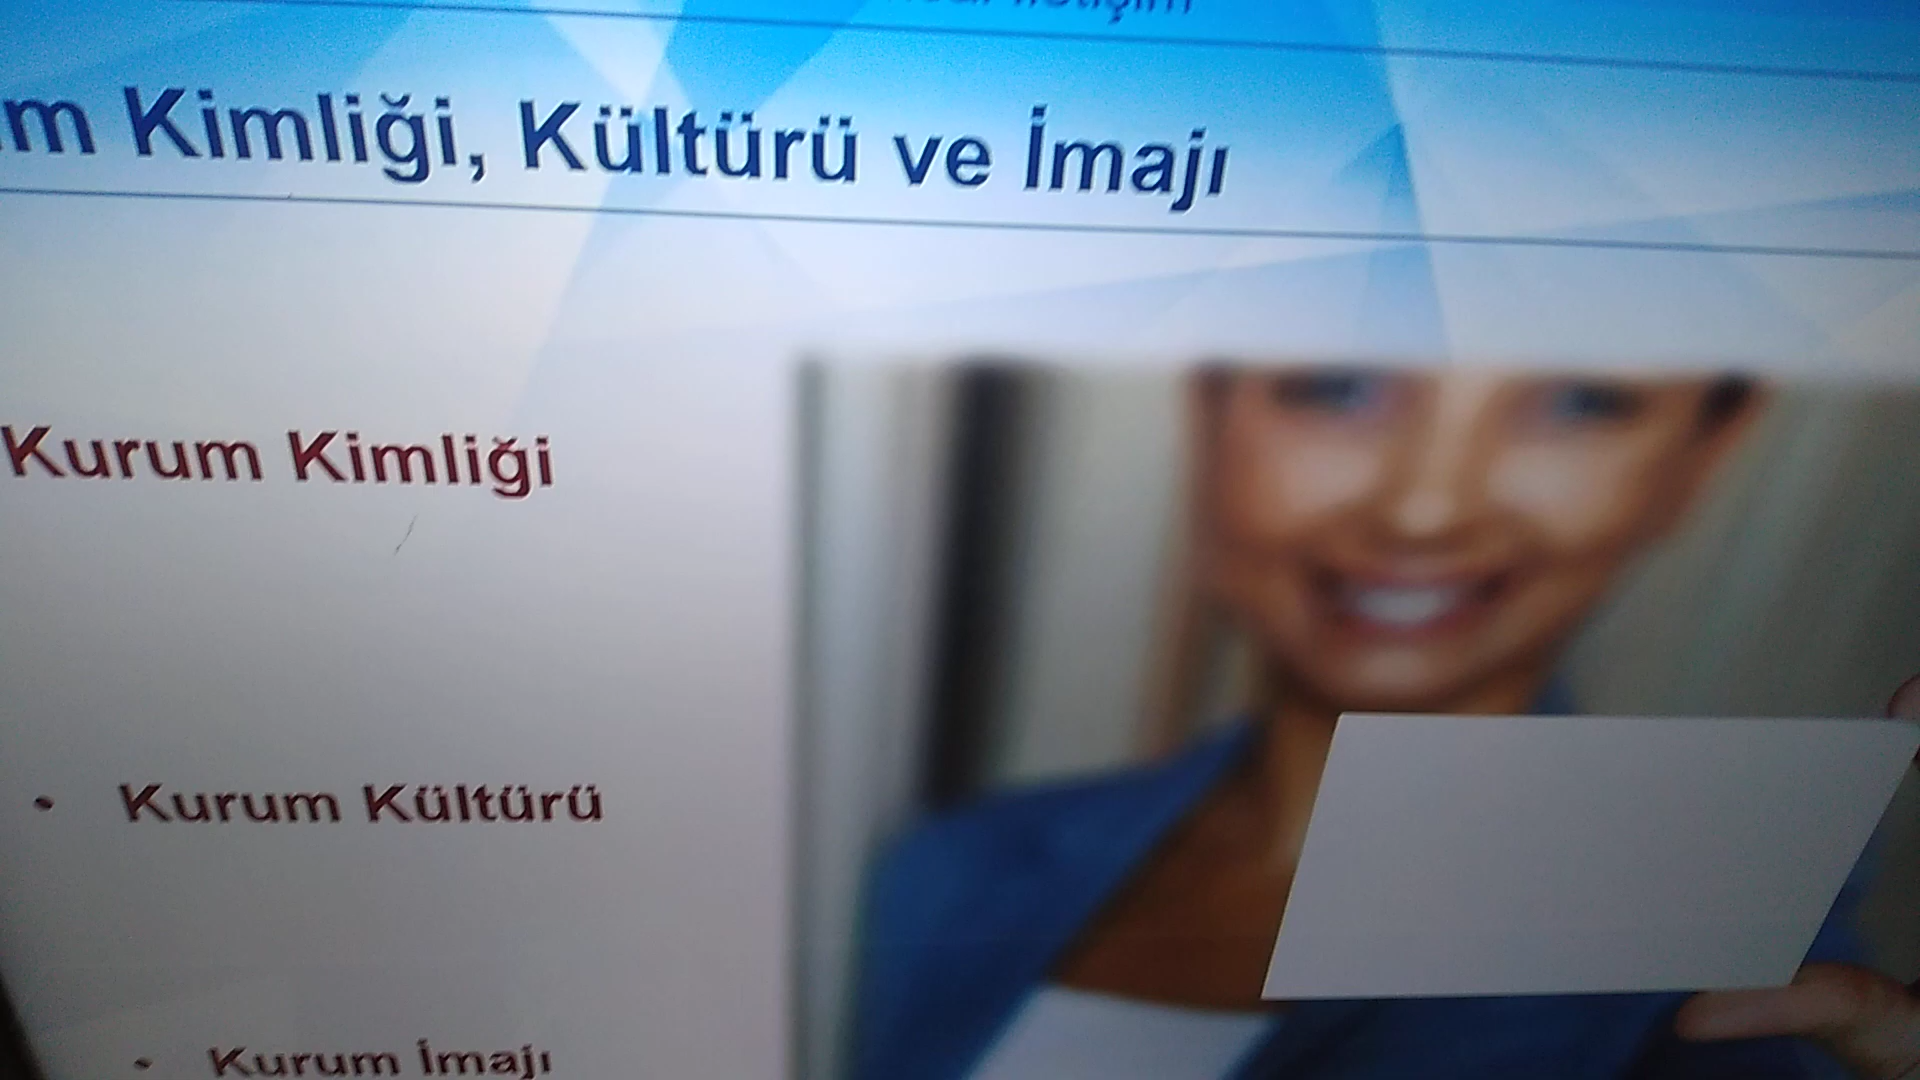 Kimliği, Kültürü ve İmajı
Kurum Kimliği
• Kurum Kültürü
• Kurum İmajı